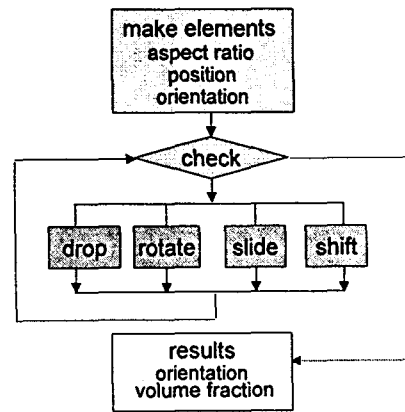 make elements
aspect ratio
position
orientation
check
drop rotate slide shift
results
orientation
volume fraction